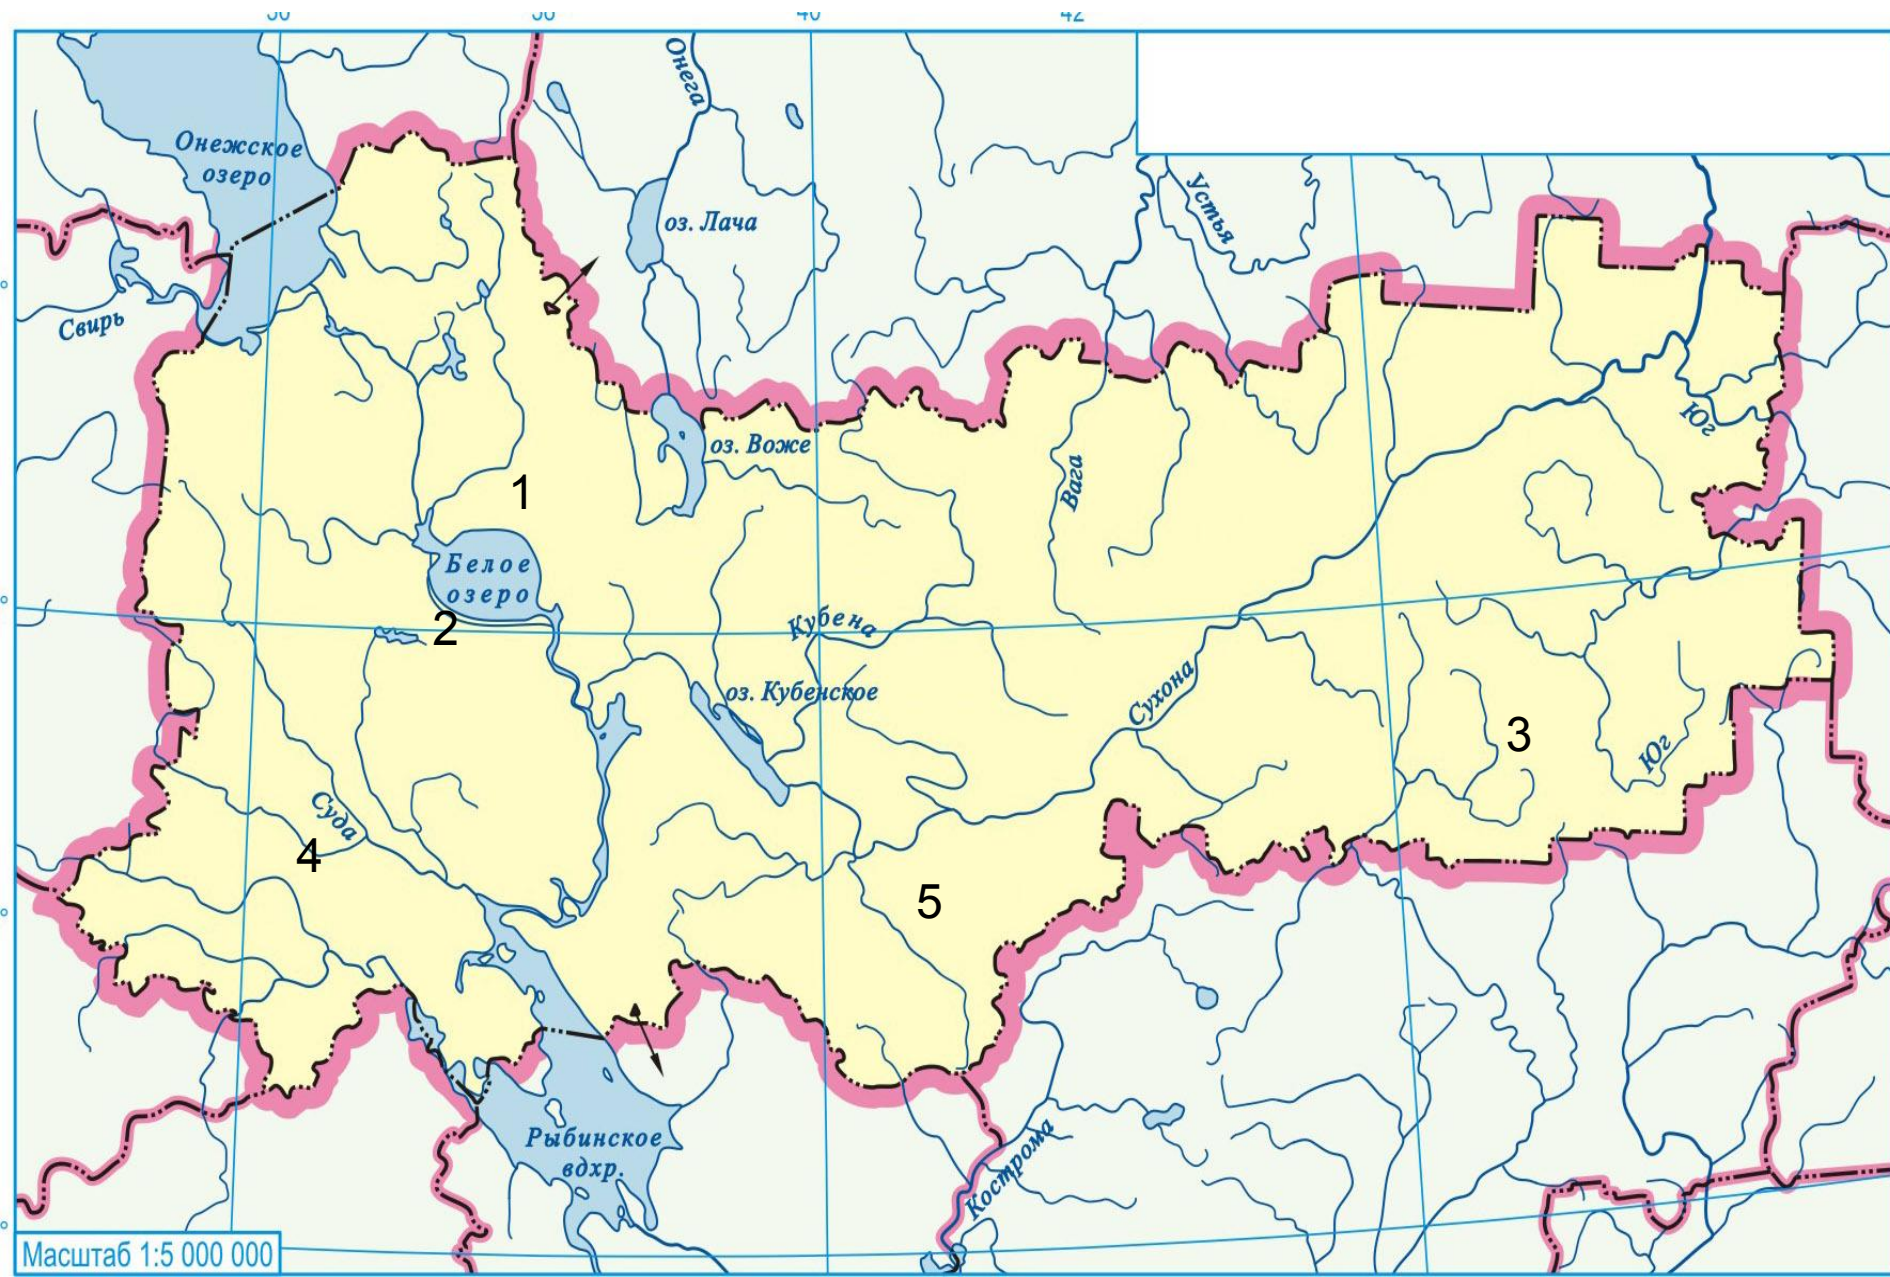 40
42
Онега
Онежское
озеро
оз. Лача
Устья
Свирь
оз. Воже
Юг
Вага
1
Белое
озеро
2
Кубена
оз. Кубенское
Сухона
3
Юг
Суда
4
5
Рыбинское
вдхр.
Кострома
Масштаб 1:5 000 000